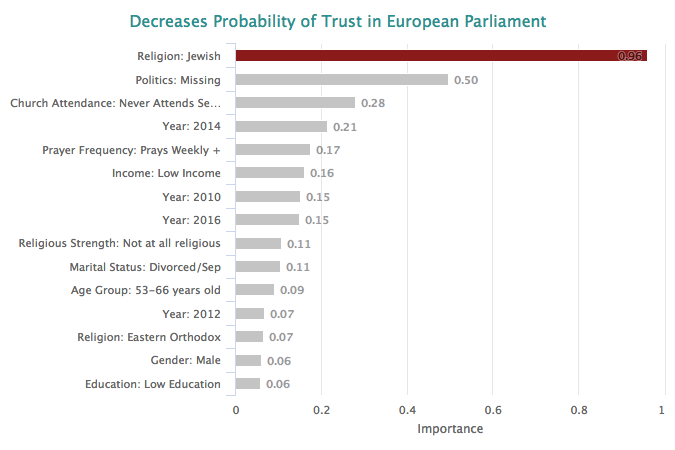 Decreases Probability of Trust in European Parliament
Religion: Jewish 0.96
Politics: Missing 0.50
Church Attendance: Never Attends Se... 0.28
Year: 2014 0.21
Prayer Frequency: Prays Weekly + 0.17
Income: Low Income 0.16
Year: 2010 0.15
Year: 2016 0.15
Religious Strength: Not at all religious 0.11
Marital Status: Divorced/Sep 0.11
Age Group: 53-66 years old 0.09
Year: 2012 0.07
Religion: Eastern Orthodox 0.07
Gender: Male 0.06
Education: Low Education 0.06
0 0.2 0.4 0.6 0.8 1
Importance